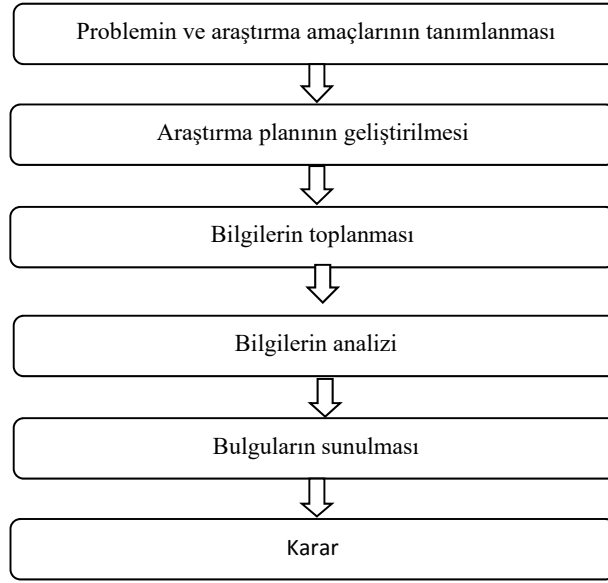 Problemin ve araştırma amaçlarının tanımlanması
Araştırma planının geliştirilmesi
Bilgilerin toplanması
Bilgilerin analizi
Bulguların sunulması
Karar